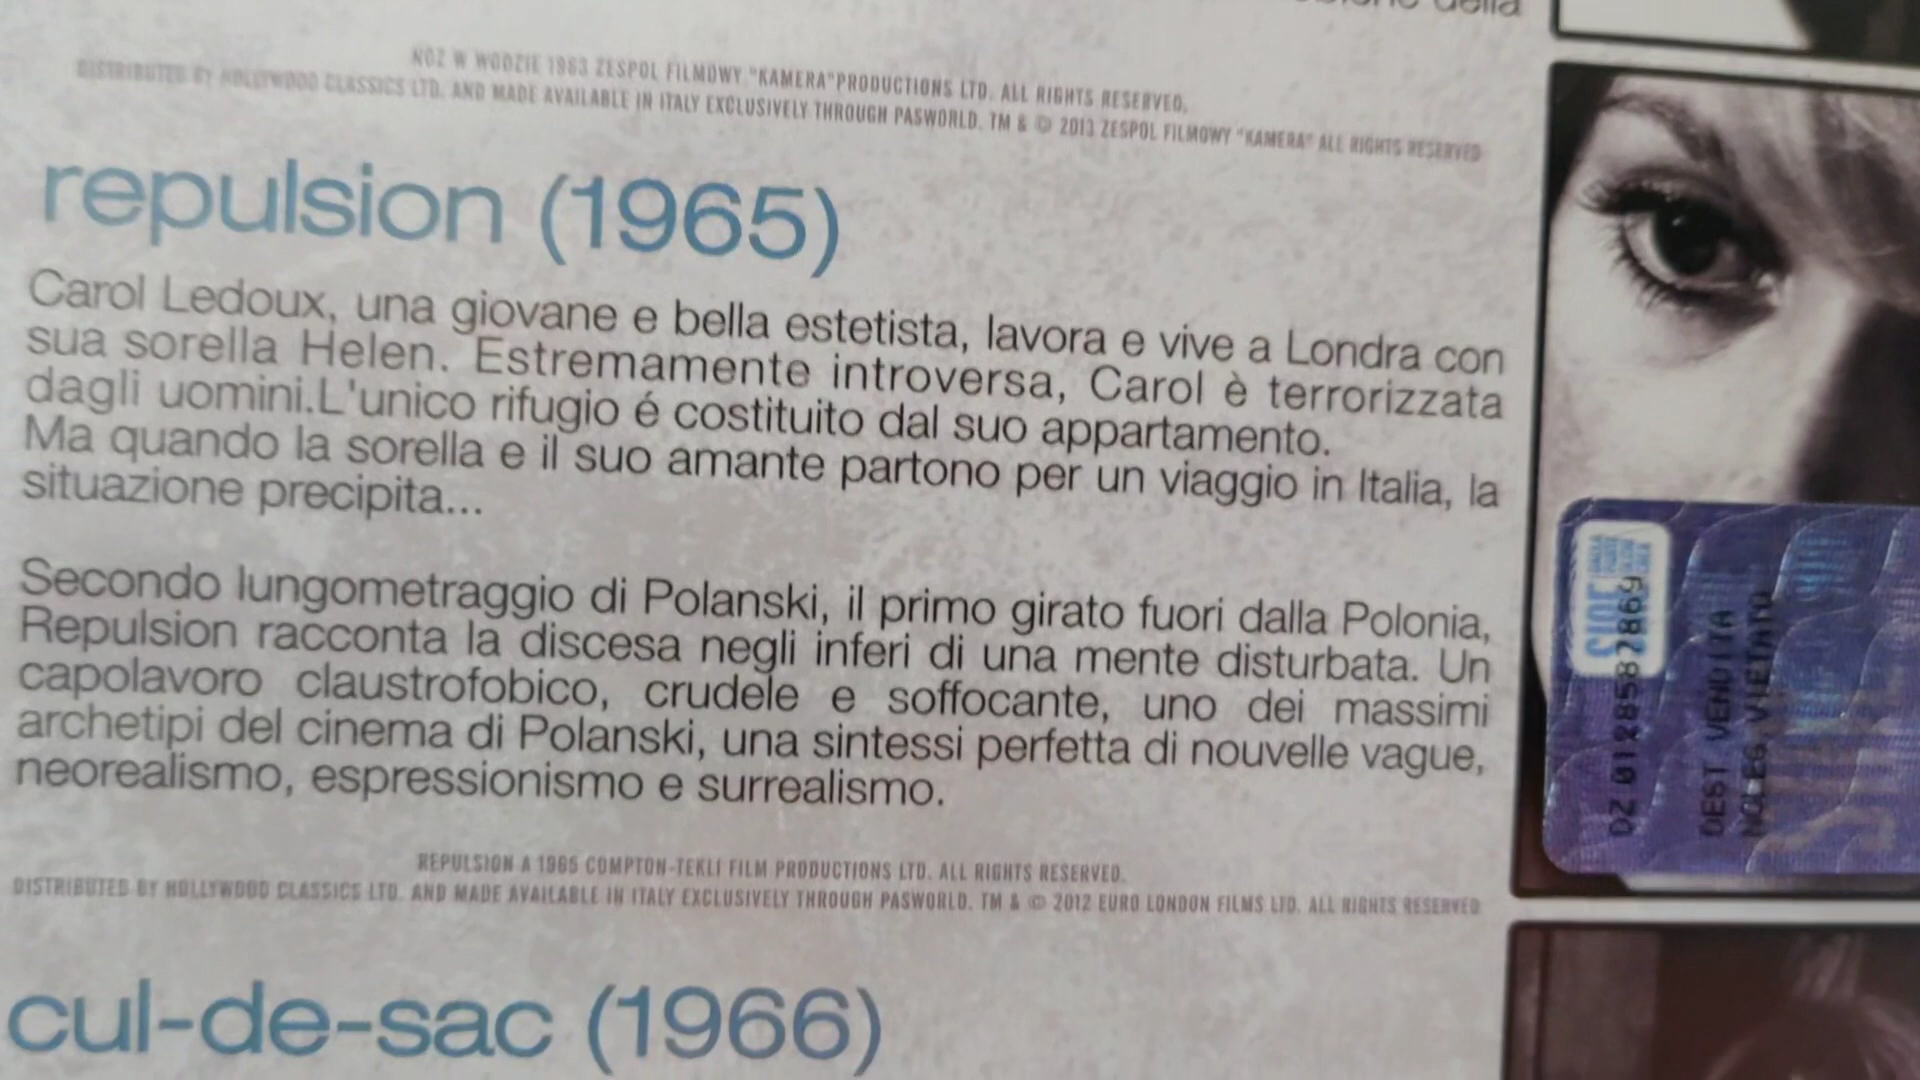 della
NOZ W WODZIE 1963 ZESPOL FILMOWY "KAMERA"PRODUCTIONS LTD. ALL RIGHTS RESERVED.
DISTRIBUTED BY HOLLYWOOD CLASSICS LTD. AND MADE AVAILABLE IN ITALY EXCLUSIVELY THROUGH PASWORLD. TM & © 2013 ZESPOL FILMOWY "KAMERA" ALL RIGHTS RESERVED
repulsion (1965)
Carol Ledoux, una giovane e bella estetista, lavora e vive a Londra con
sua sorella Helen. Estremamente introversa, Carol è terrorizzata
dagli uomini.L'unico rifugio é costituito dal suo appartamento.
Ma quando la sorella e il suo amante partono per un viaggio in Italia, la
situazione precipita...
Secondo lungometraggio di Polanski, il primo girato fuori dalla Polonia,
Repulsion racconta la discesa negli inferi di una mente disturbata. Un
capolavoro claustrofobico, crudele e soffocante, uno dei massimi
archetipi del cinema di Polanski, una sintessi perfetta di nouvelle vague,
neorealismo, espressionismo e surrealismo.
REPULSION A 1965 COMPTON-TEKLI FILM PRODUCTIONS LTD. ALL RIGHTS RESERVED.
DISTRIBUTED BY HOLLYWOOD CLASSICS LTD. AND MADE AVAILABLE IN ITALY EXCLUSIVELY THROUGH PASWORLD. TM & © 2012 EURO LONDON FILMS LTD. ALL RIGHTS RESERVED
cul-de-sac (1966)
DEST VENDITA
NOLEG VIETATO